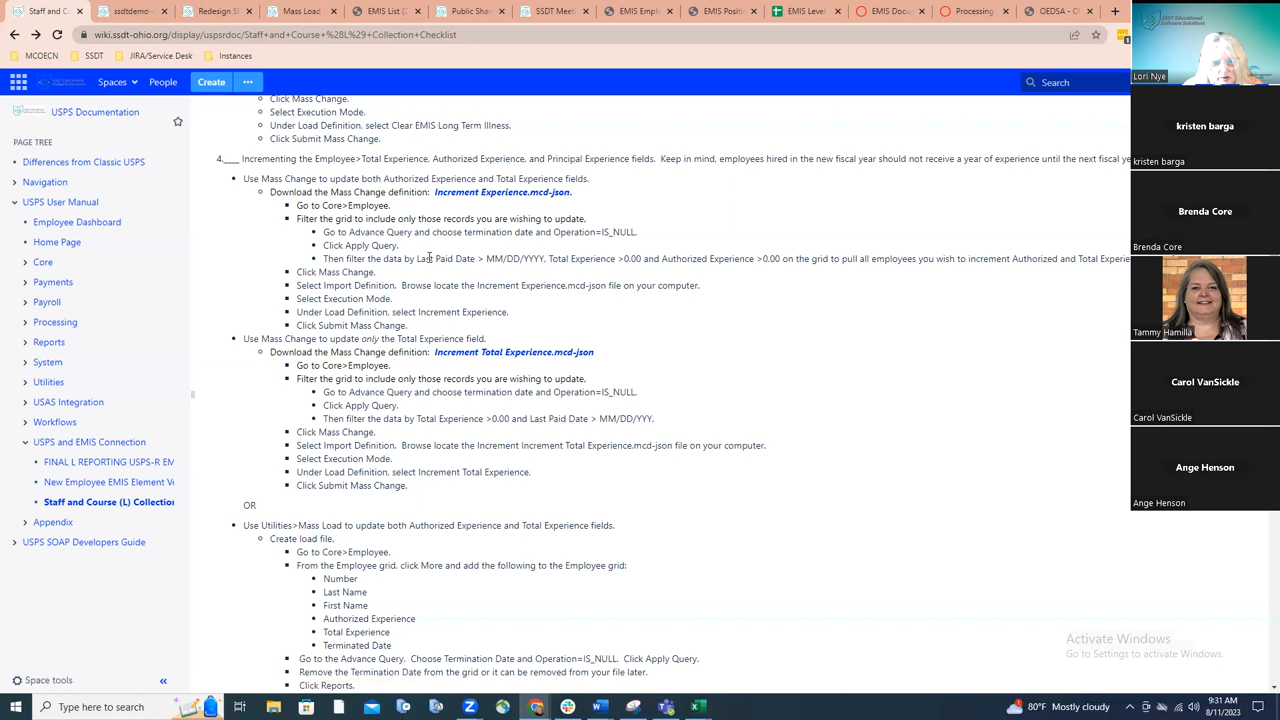 EMIS List (
Public Share
SSDT Meet
EMIS Emplo
EMIS Level
EMIS Docu
Processing
OEDSA - Ol
wiki.ssdt-ohio.org/display/uspsrdoc/Staff+and+Course+%28L%29+Collection+Checklist
MCOECN
SSDT
JIRA/Service Desk
Instances
Spaces
People
Create
Search
USPS Documentation
PAGE TREE
Differences from Classic USPS
Navigation
USPS User Manual
Employee Dashboard
Home Page
Core
Payments
Payroll
Processing
Reports
System
Utilities
USAS Integration
Workflows
USPS and EMIS Connection
FINAL L REPORTING USPS-R EM
New Employee EMIS Element
Staff and Course (L) Collection
Appendix
USPS SOAP Developers Guide
Space tools
Click Mass Change.
Select Execution Mode.
Under Load Definition, select Clear EMIS Long Term Illness.
Click Submit Mass Change.
4.____ Incrementing the Employee>Total Experience, Authorized Experience, and Principal Experience fields. Keep in mind, employees hired in the new fiscal year should not receive a year of experience until the next fiscal ye
Use Mass Change to update both Authorized Experience and Total Experience fields.
Download the Mass Change definition: Increment Experience.mcd-json.
Go to Core>Employee.
Filter the grid to include only those records you are wishing to update.
Go to Advance Query and choose termination date and Operation=IS_NULL.
Click Apply Query.
Then filter the data by Last Paid Date > MM/DD/YYYY. Total Experience >0.00 and Authorized Experience >0.00 on the grid to pull all employees you wish to increment Authorized and Total Experie
Click Mass Change.
Select Import Definition. Browse locate the Increment Experience.mcd-json file on your computer.
Select Execution Mode.
Under Load Definition, select Increment Experience.
Click Submit Mass Change.
Use Mass Change to update only the Total Experience field.
Download the Mass Change definition: Increment Total Experience.mcd-json
Go to Core>Employee.
Filter the grid to include only those records you are wishing to update.
Go to Advance Query and choose termination date and Operation=IS_NULL.
Click Apply Query.
Then filter the data by Total Experience >0.00 and Last Paid Date > MM/DD/YYY.
Click Mass Change.
Select Import Definition. Browse locate the Increment Increment Total Experience.mcd-json file on your computer.
Select Execution Mode.
Under Load Definition, select Increment Total Experience.
Click Submit Mass Change.
OR
Use Utilities>Mass Load to update both Authorized Experience and Total Experience fields.
Create load file.
Go to Core>Employee.
From the Employee grid, click More and add the following to the Employee grid:
Number
Last Name
First Name
Authorized Experience
Total Experience
Terminated Date
Go to the Advance Query. Choose Termination Date and Operation=IS_NULL. Click Apply Query.
Remove the Termination Date from the grid or it can be removed from your file later.
Click Reports.
Lori Nye
kristen barga
kristen barga
Brenda Core
Brenda Core
Tammy Hamilla
Carol VanSickle
Carol VanSickle
Ange Henson
Ange Henson
Activate Windows
Go to Settings to activate Windows.
Type here to search
80°F Mostly cloudy
9:31 AM
8/11/2023